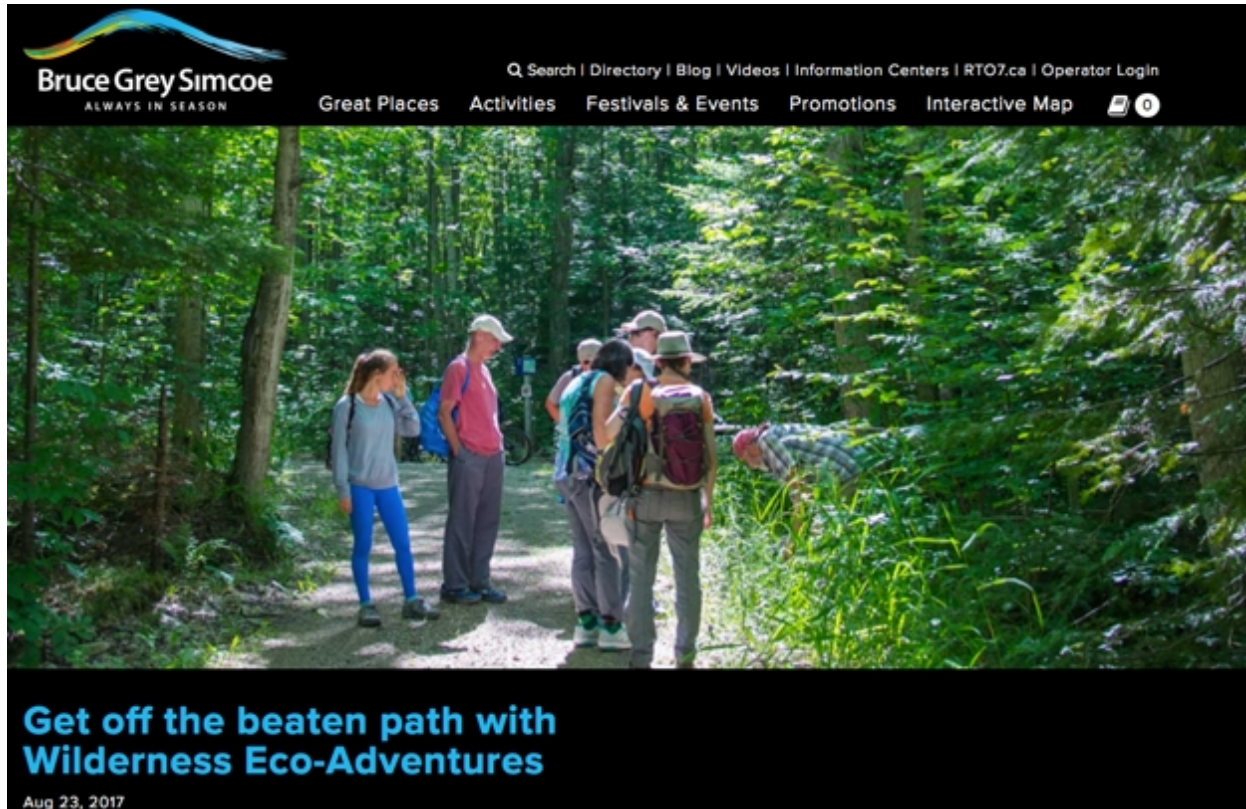 Bruce Grey Simcoe
ALWAYS IN SEASON
Search | Directory | Blog | Videos | Information Centers | RTO7.ca | Operator Login
Great Places Activities Festivals & Events Promotions Interactive Map 0
Get off the beaten path with
Wilderness Eco-Adventures
Aug 23, 2017